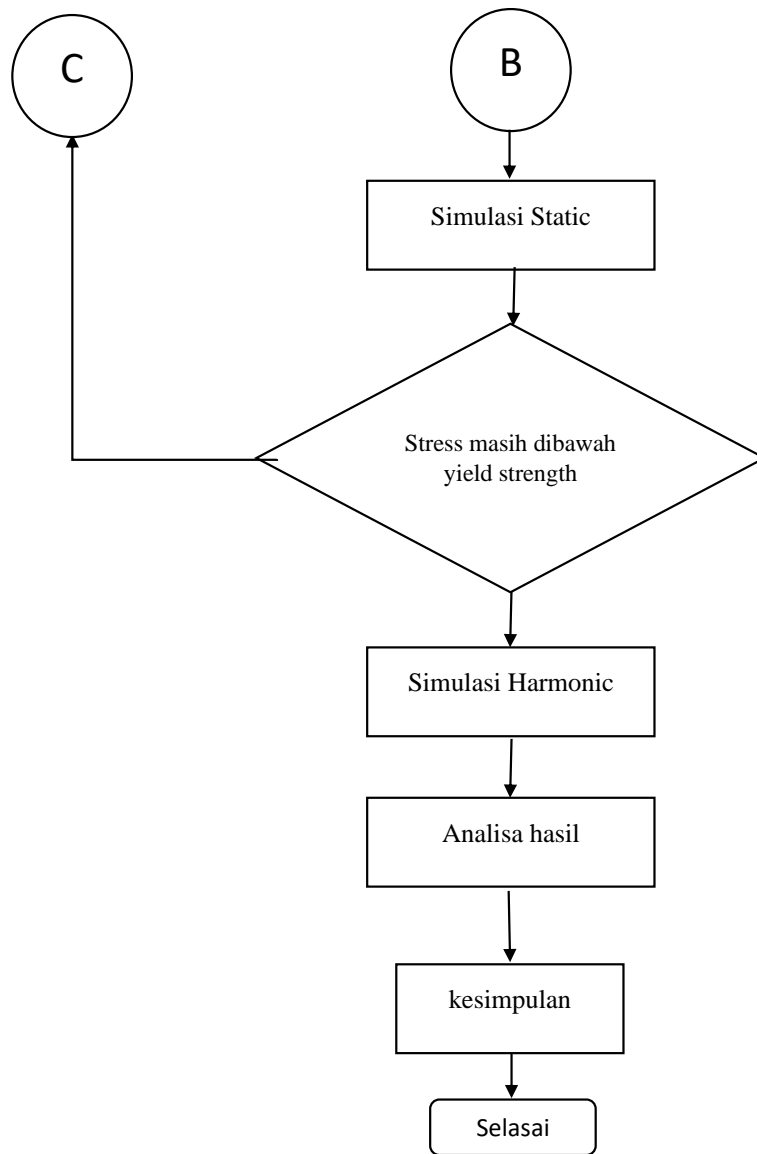 C
B
Simulasi Static
Stress masih dibawah
yield strength
Simulasi Harmonic
Analisa hasil
kesimpulan
Selasai